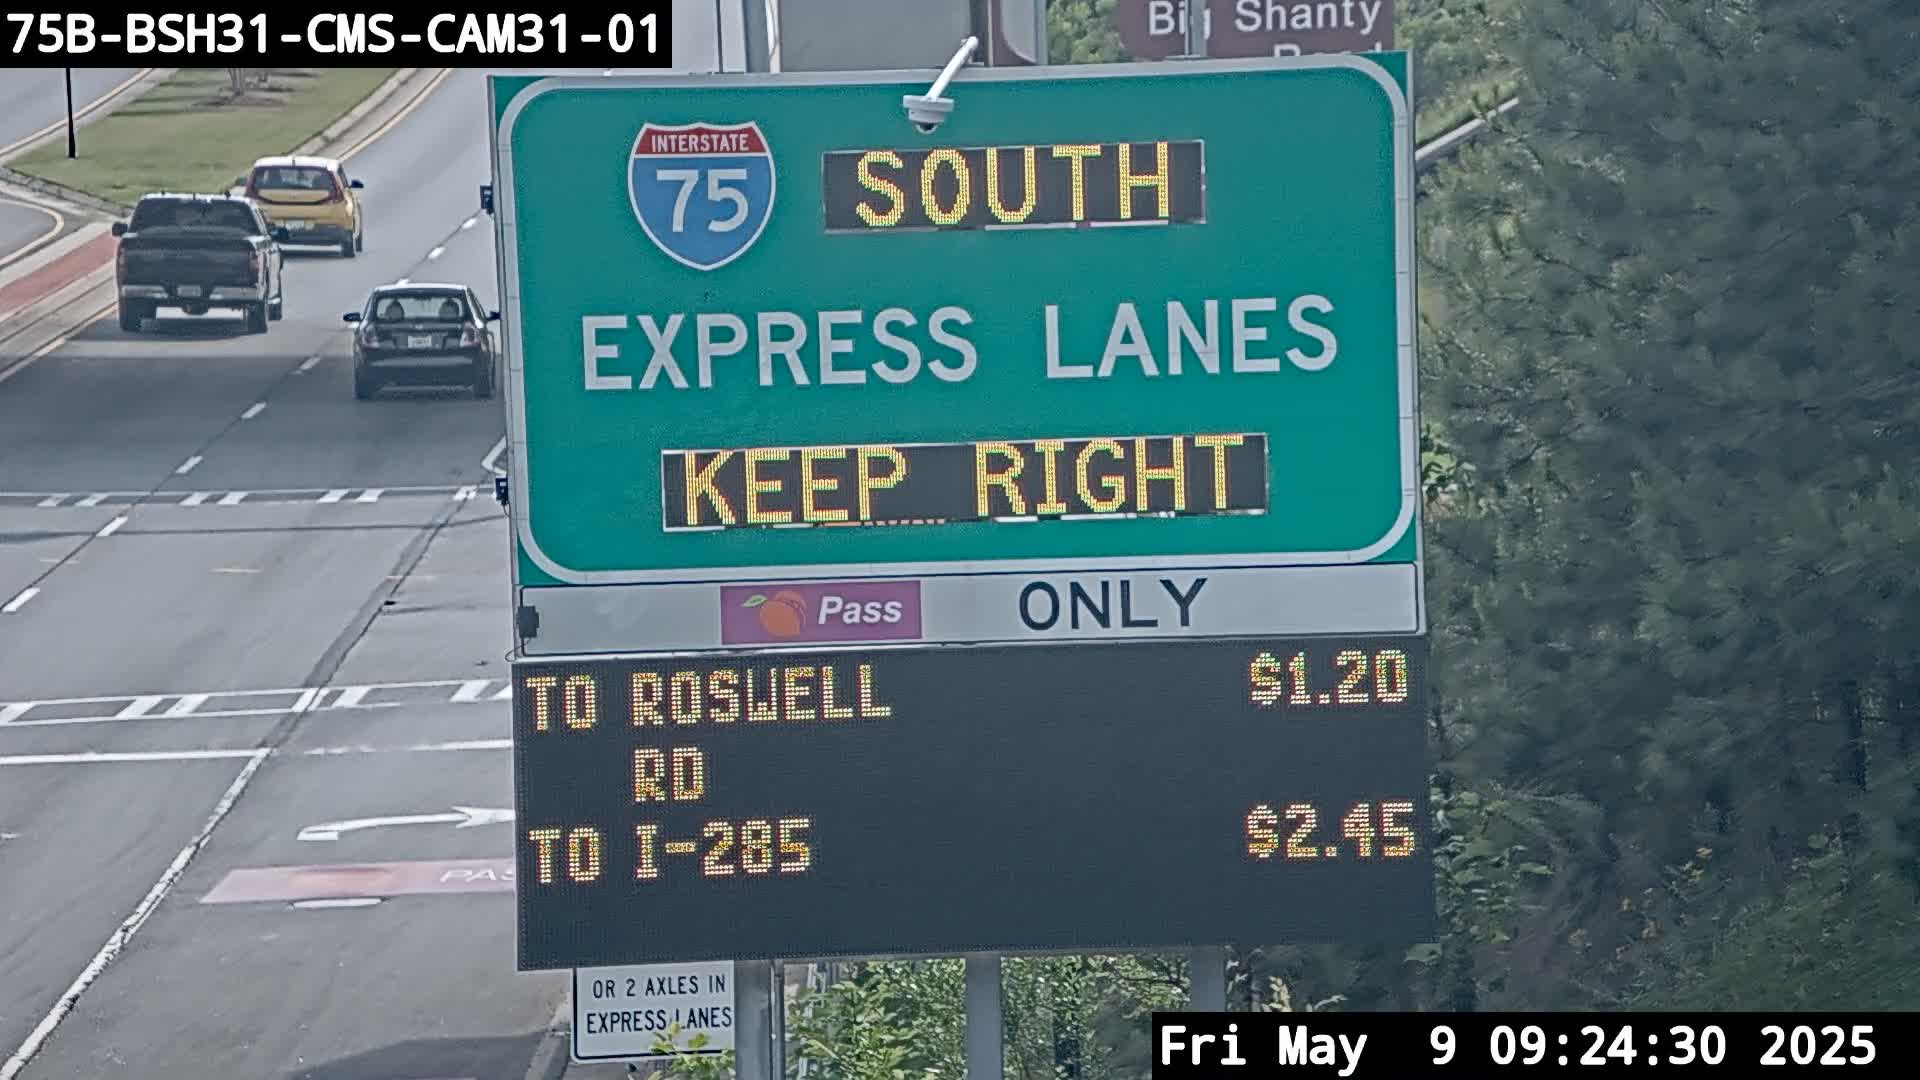 75B-BSH31-CMS-CAM31-01
Big Shanty
Road
INTERSTATE
75
SOUTH
EXPRESS LANES
KEEP RIGHT
Pass
ONLY
TO ROSWELL $1.20
RD
TO I-285 $2.45
OR 2 AXLES IN
EXPRESS LANES
Fri May 9 09:24:30 2025